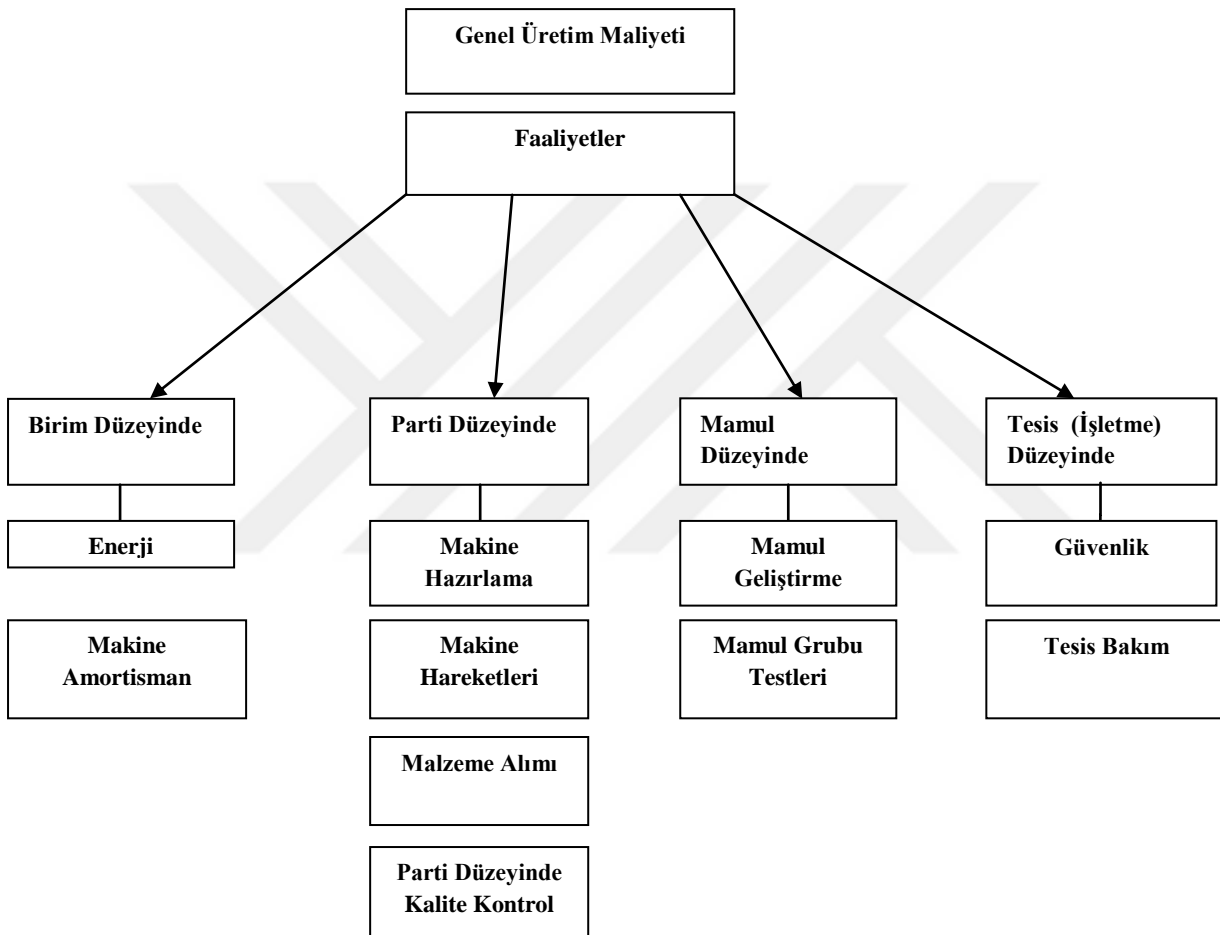 Genel Üretim Maliyeti
Faaliyetler
Birim Düzeyinde
Parti Düzeyinde
Mamul
Düzeyinde
Tesis (İşletme)
Düzeyinde
Enerji
Makine
Hazırlama
Mamul
Geliştirme
Güvenlik
Makine
Amortisman
Makine
Hareketleri
Mamul Grubu
Testleri
Tesis Bakım
Malzeme Alımı
Parti Düzeyinde
Kalite Kontrol